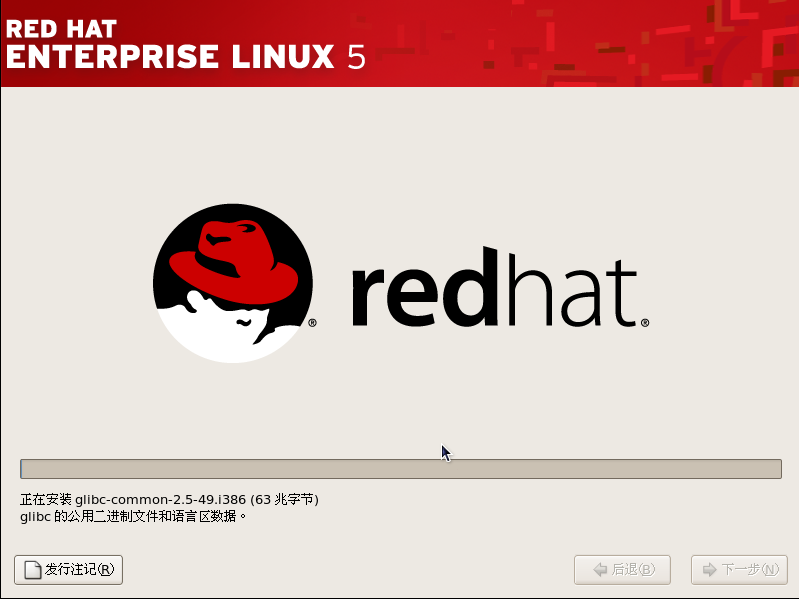 RED HAT
ENTERPRISE LINUX 5
redhat.
正在安装 glibc-common-2.5-49.i386 (63 兆字节)
glibc 的公用二进制文件和语言区数据。
发行注记(R)
后退(B)
下一步(N)